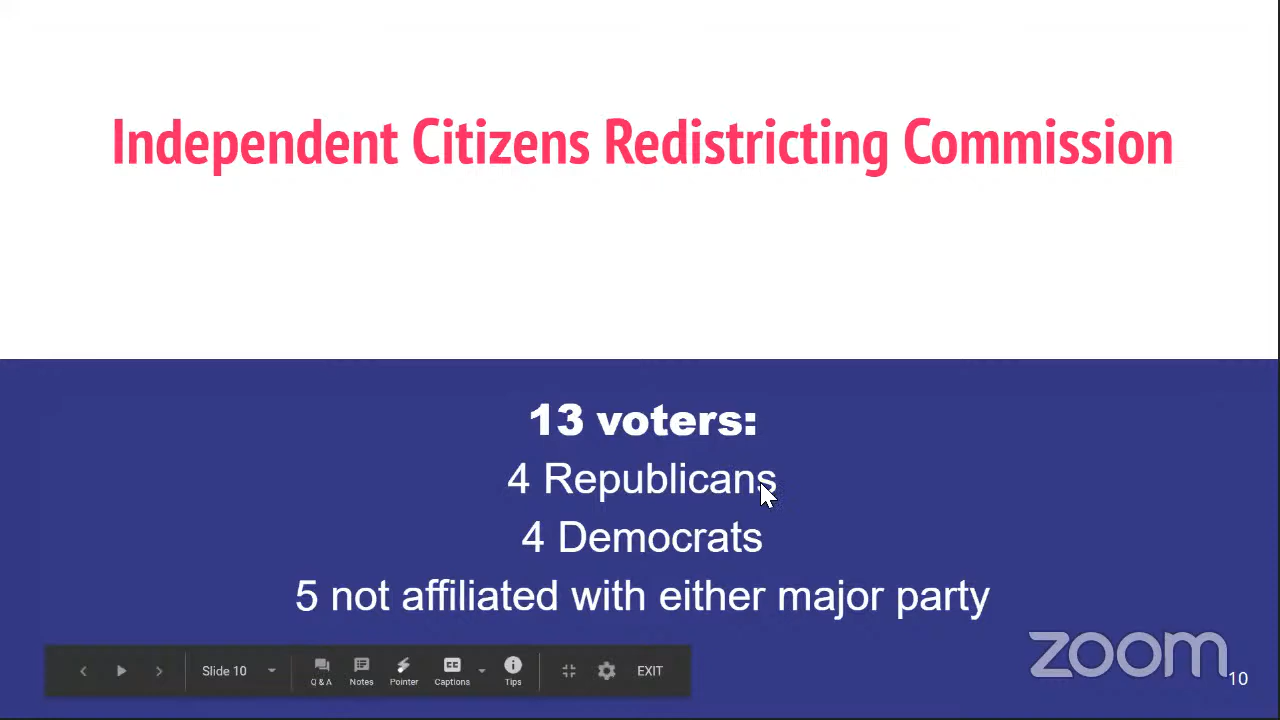 Independent Citizens Redistricting Commission
13 voters:
4 Republicans
4 Democrats
5 not affiliated with either major party
zoom
10
Slide 10
Q & A
Notes
Pointer
CC
Captions
Tips
EXIT